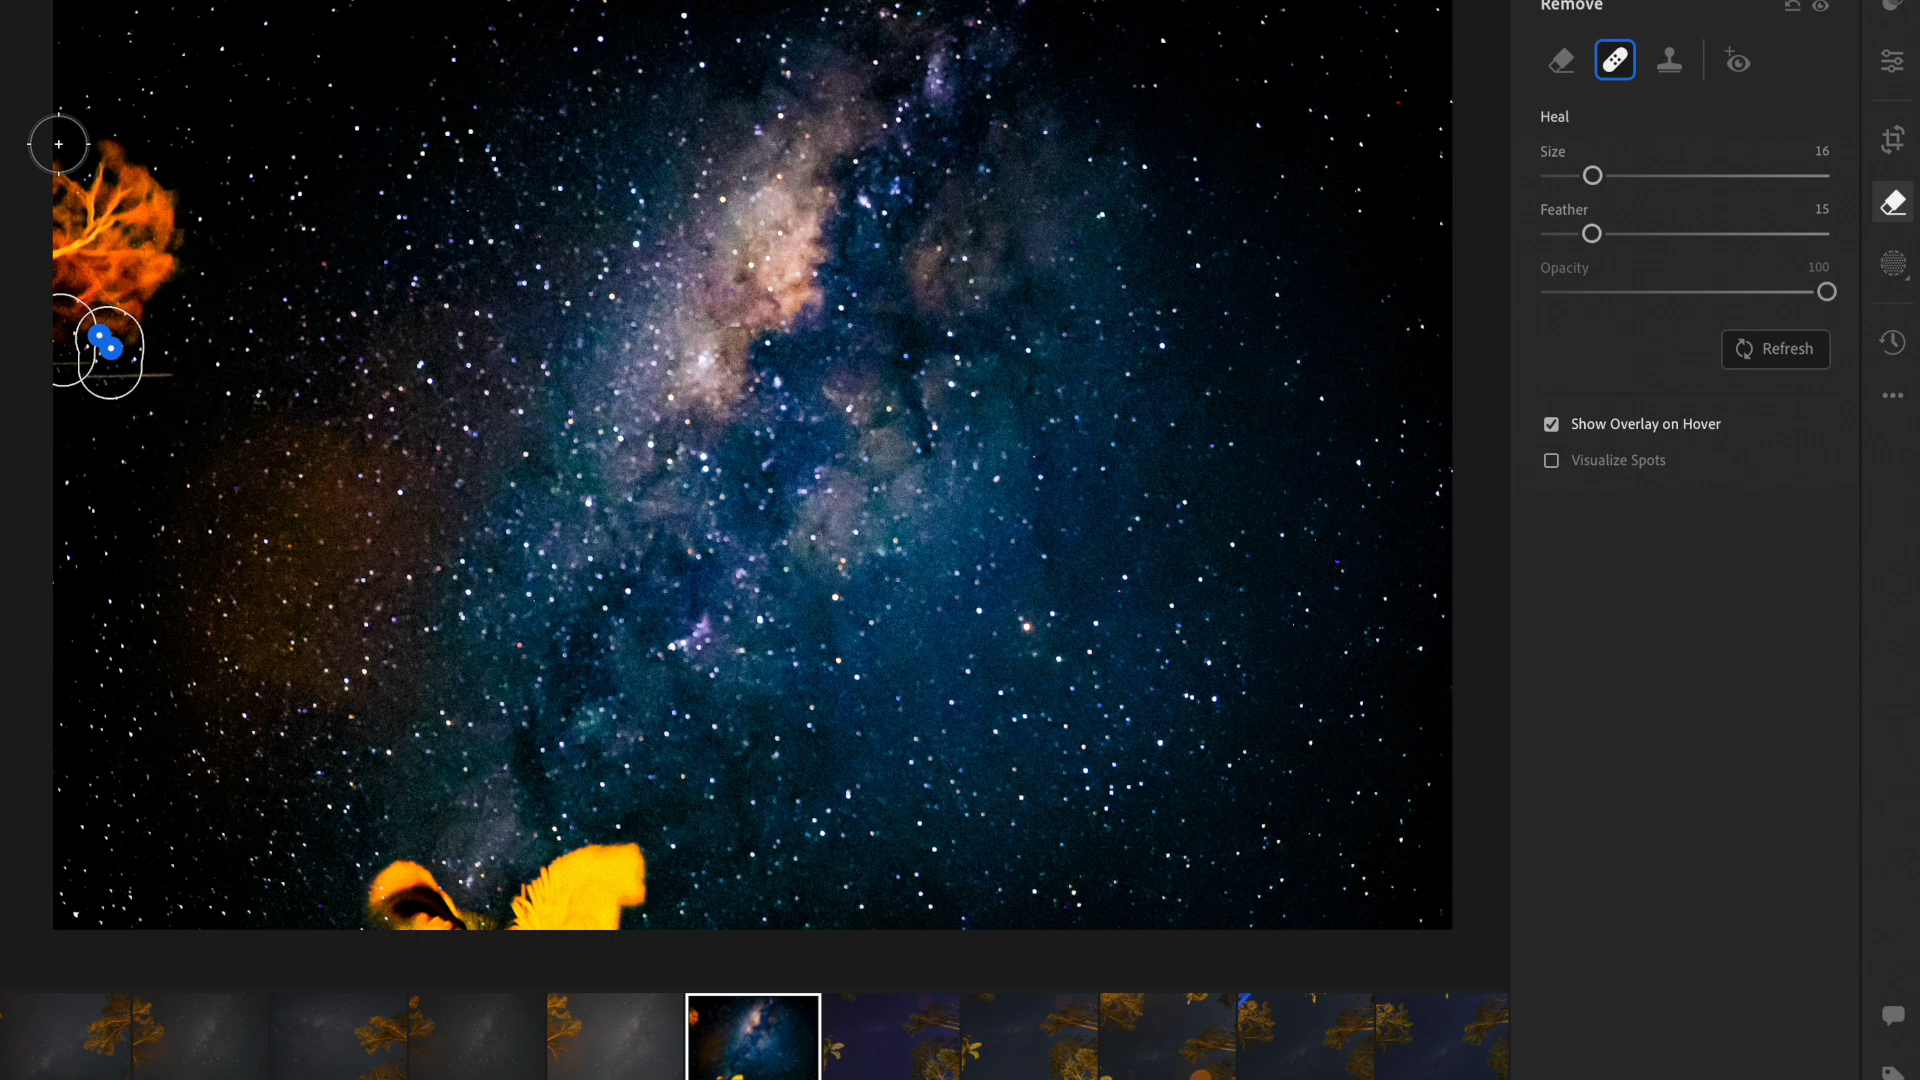 Remove
Heal
Size 16
Feather 15
Opacity 100
Refresh
Show Overlay on Hover
Visualize Spots